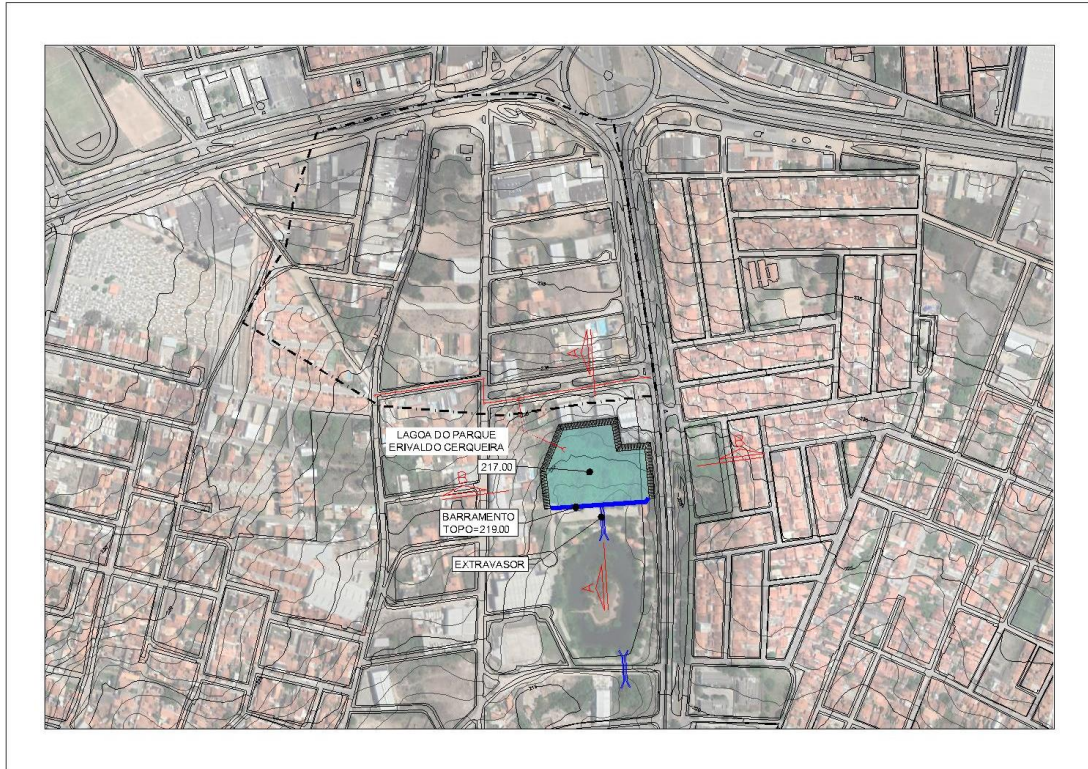 LAGOA DO PARQUE
ERIVALDO CERQUEIRA
217.00
BARRAMENTO
TOPO=219.00
EXTRAVASOR